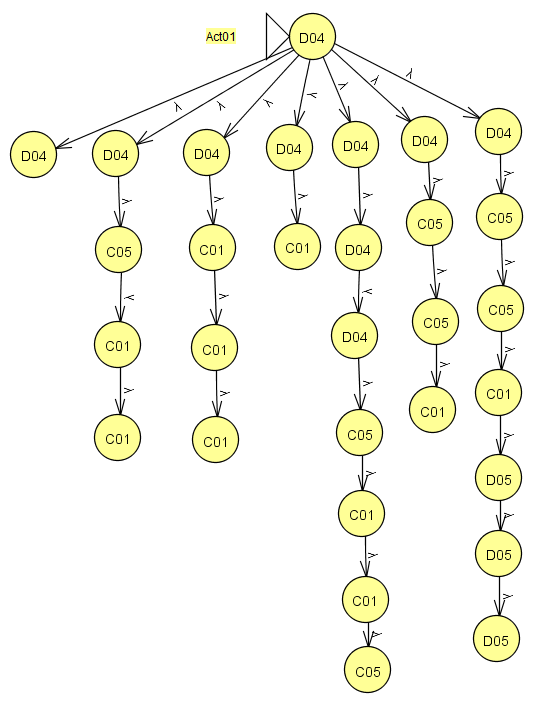 Act01 D04
λ λ λ λ λ λ λ
D04 D04 D04 D04 D04 D04 D04
λ λ λ λ λ λ
C05 C01 C01 D04 C05 C05
λ λ λ λ λ
C01 C01 D04 C05 C05
λ λ λ λ λ
C01 C01 C05 C01 C01
λ λ
C01 D05
λ λ
C01 D05
λ λ
C05 D05